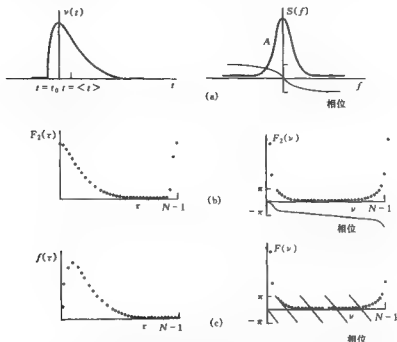 v(t)
t = t₀ t = <t>
t
S(f)
A
f
相位
(a)
F₂(τ)
τ
N−1
(b)
F₂(ν)
π
−π
ν
N−1
相位
f(τ)
τ
N−1
(c)
F(ν)
π
−π
ν
N−1
相位